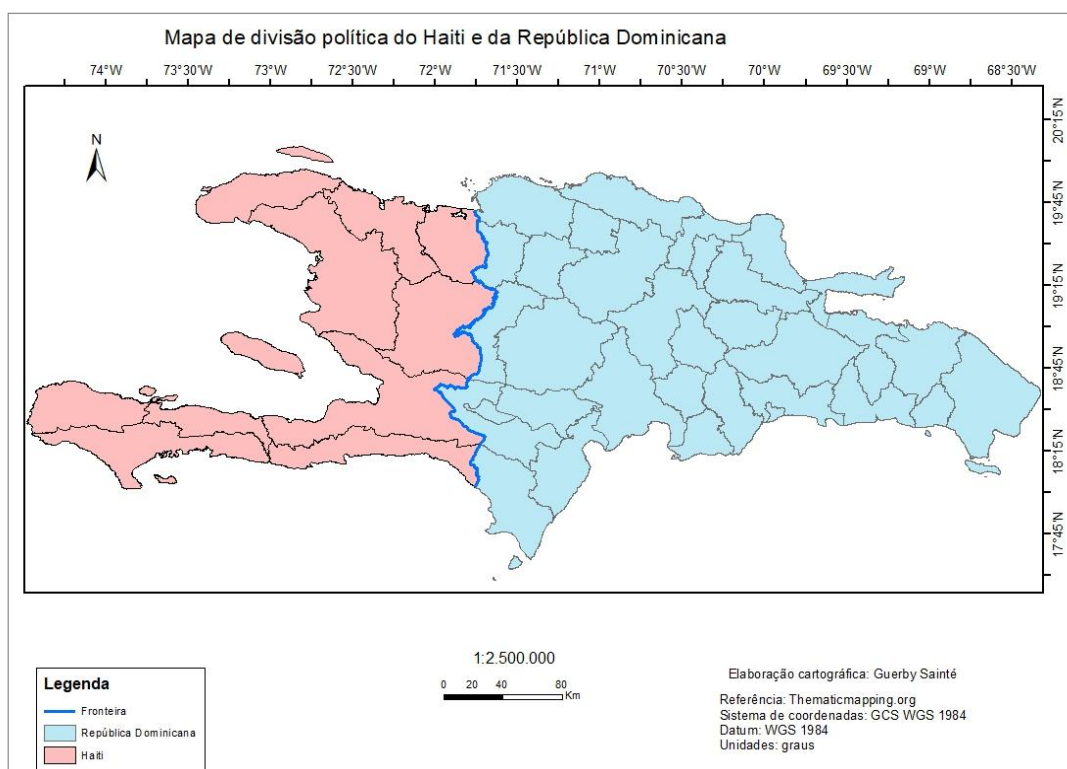 Mapa de divisão política do Haiti e da República Dominicana
74°W 73°30'W 73°W 72°30'W 72°W 71°30'W 71°W 70°30'W 70°W 69°30'W 69°W 68°30'W
N
20°15'N
19°45'N
19°15'N
18°45'N
18°15'N
17°45'N
1:2.500.000
0 20 40 80
Km
Legenda
Fronteira
República Dominicana
Haiti
Elaboração cartográfica: Guerby Sainté
Referência: Thematicmapping.org
Sistema de coordenadas: GCS WGS 1984
Datum: WGS 1984
Unidades: graus